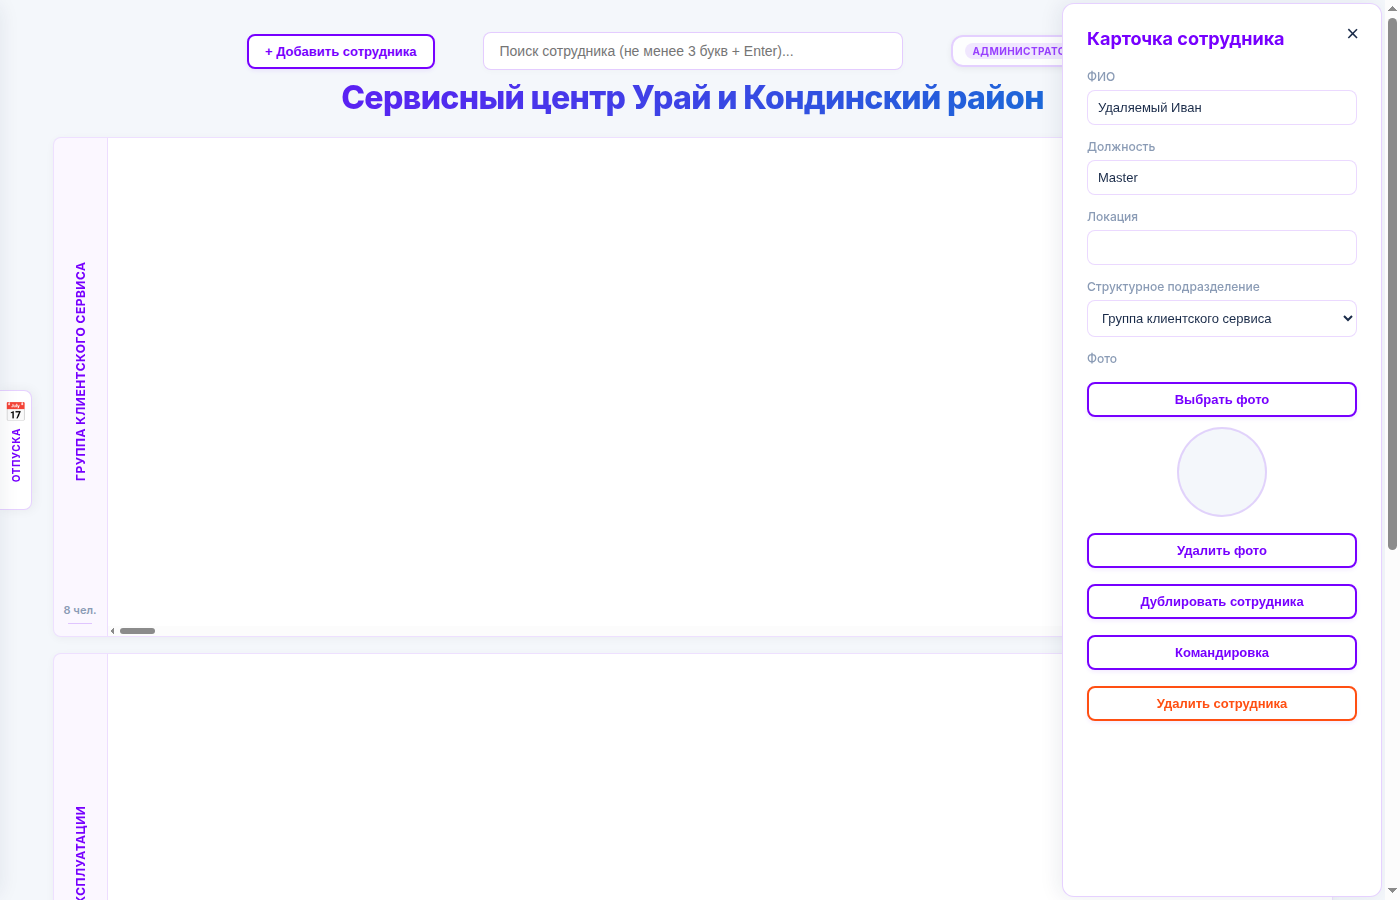 + Добавить сотрудника
Поиск сотрудника (не менее 3 букв + Enter)...
Сервисный центр Урай и Кондинский район
ГРУППА КЛИЕНТСКОГО СЕРВИСА
8 чел.
📅
ОТПУСКА
Карточка сотрудника
×
ФИО
Удаляемый Иван
Должность
Master
Локация
Структурное подразделение
Группа клиентского сервиса
Фото
Выбрать фото
Удалить фото
Дублировать сотрудника
Командировка
Удалить сотрудника